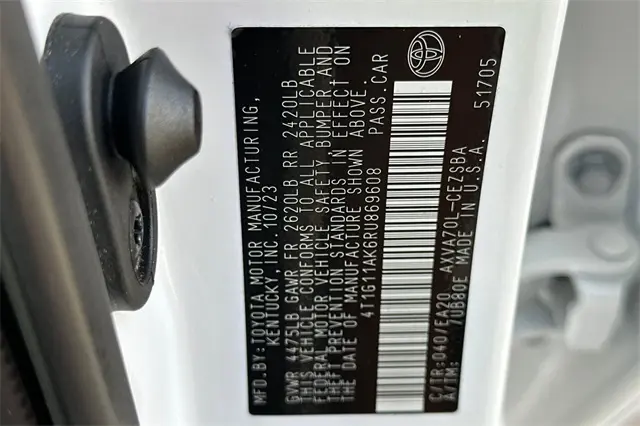 MFD.BY:TOYOTA MOTOR MANUFACTURING,
KENTUCKY, INC. 10/23
GVWR 4475LB GAWR FR 2620LB RR 2420LB
THIS VEHICLE CONFORMS TO ALL APPLICABLE
FEDERAL MOTOR VEHICLE SAFETY, BUMPER, AND
THEFT PREVENTION STANDARDS IN EFFECT ON
THE DATE OF MANUFACTURE SHOWN ABOVE.
4T1G11AK6RU869608 PASS.CAR
51705
C/TR:040/EA20 AXVA70L-CEZSBA
A/TM: 7UB80E MADE IN U.S.A.